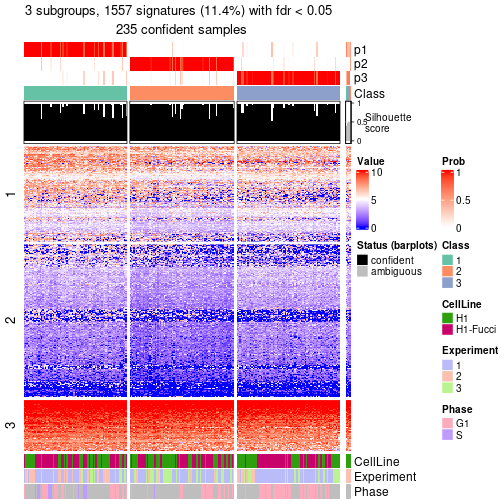 3 subgroups, 1557 signatures (11.4%) with fdr < 0.05
235 confident samples
p1
p2
p3
Class
1
0.5
0
Silhouette
score
1
2
3
CellLine
Experiment
Phase
Value
10
5
0
Prob
1
0.5
0
Status (barplots)
confident
ambiguous
Class
1
2
3
CellLine
H1
H1-Fucci
Experiment
1
2
3
Phase
G1
S